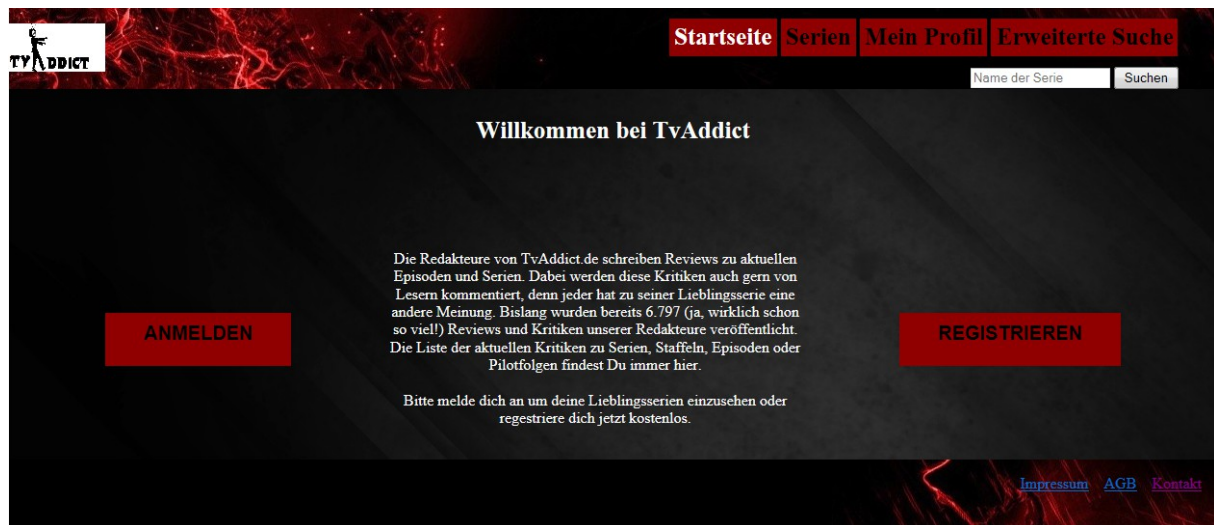 TV ADDICT
Startseite Serien Mein Profil Erweiterte Suche
Name der Serie Suchen
Willkommen bei TvAddict
Die Redakteure von TvAddict.de schreiben Reviews zu aktuellen
Episoden und Serien. Dabei werden diese Kritiken auch gern von
Lesern kommentiert, denn jeder hat zu seiner Lieblingsserie eine
andere Meinung. Bislang wurden bereits 6.797 (ja, wirklich schon
so viel!) Reviews und Kritiken unserer Redakteure veröffentlicht.
Die Liste der aktuellen Kritiken zu Serien, Staffeln, Episoden oder
Pilotfolgen findest Du immer hier.
Bitte melde dich an um deine Lieblingsserien einzusehen oder
regestriere dich jetzt kostenlos.
ANMELDEN
REGISTRIEREN
Impressum AGB Kontakt